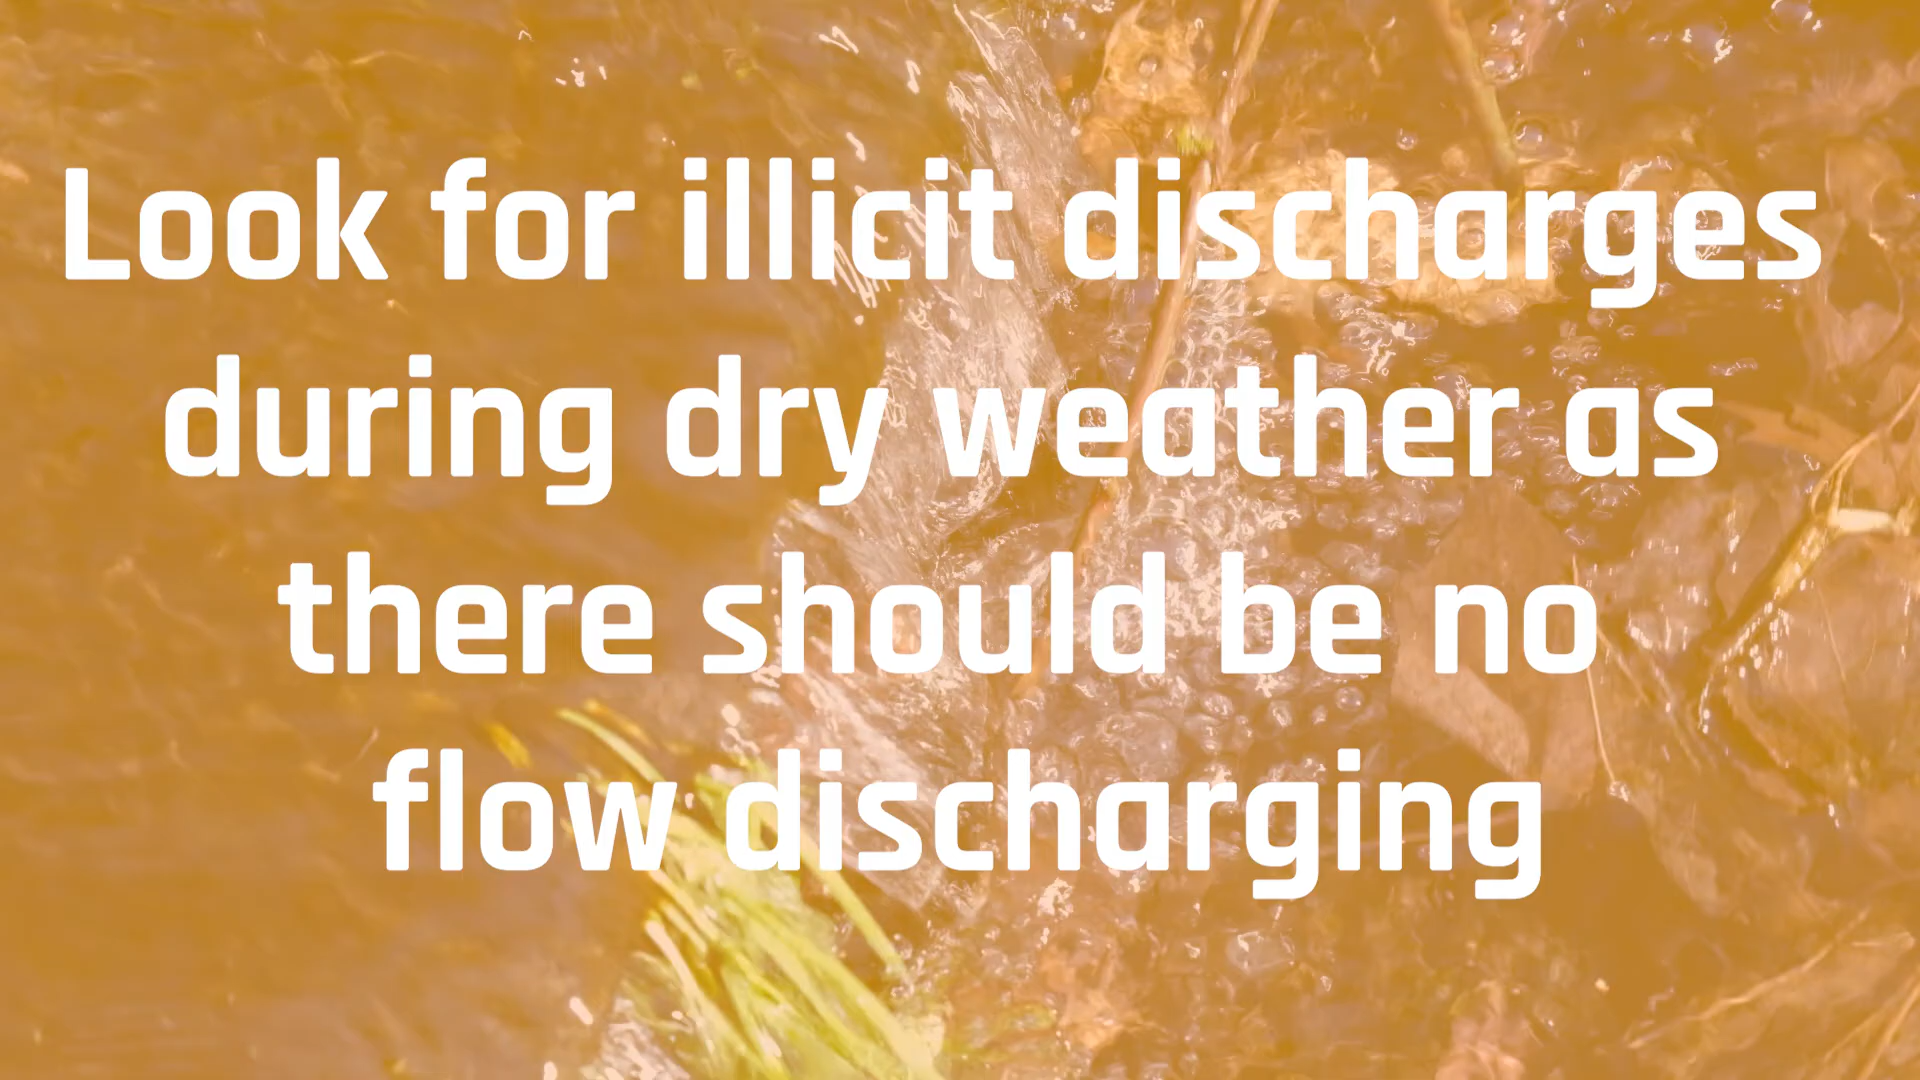 Look for illicit discharges
during dry weather as
there should be no
flow discharging